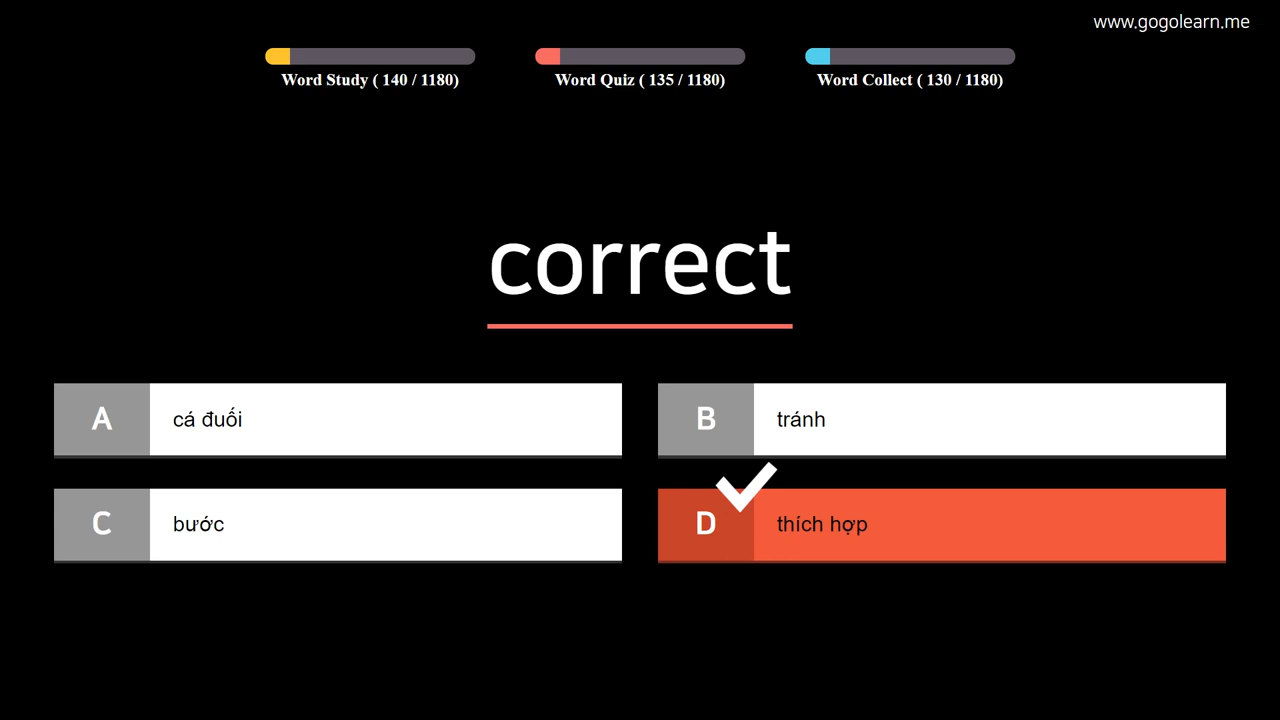 www.gogolearn.me
Word Study ( 140 / 1180)
Word Quiz ( 135 / 1180)
Word Collect ( 130 / 1180)
correct
A cá đuối
B tránh
C bước
D thích hợp